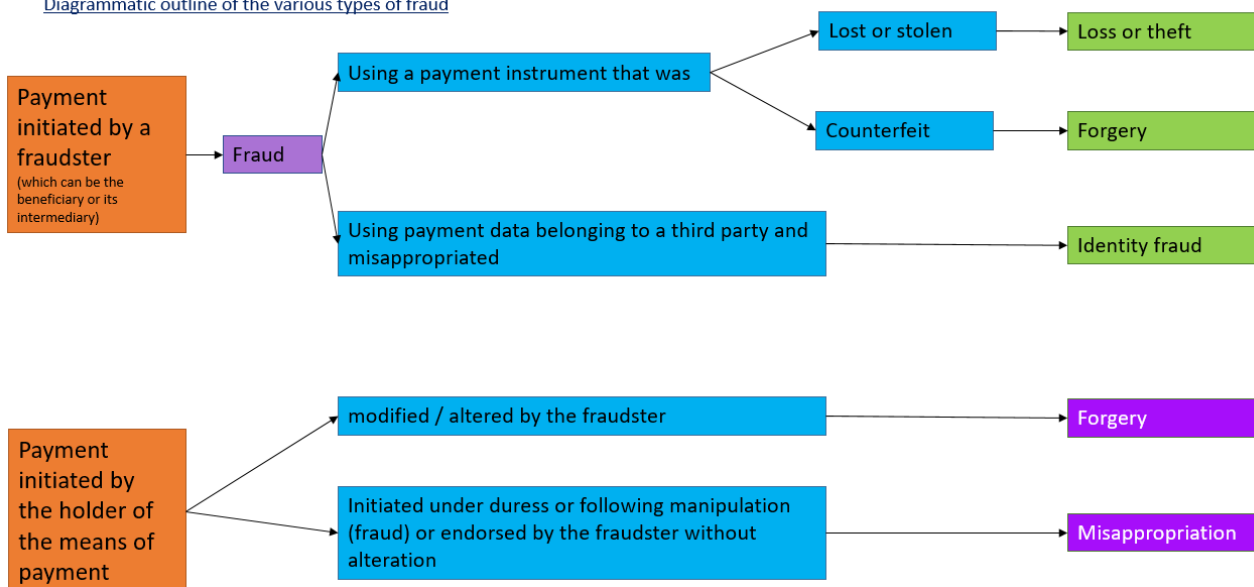 Diagrammatic outline of the various types of fraud
Payment
initiated by a
fraudster
(which can be the
beneficiary or its
intermediary)
Fraud
Using a payment instrument that was
Lost or stolen
Loss or theft
Counterfeit
Forgery
Using payment data belonging to a third party and
misappropriated
Identity fraud
Payment
initiated by
the holder of
the means of
payment
modified / altered by the fraudster
Forgery
Initiated under duress or following manipulation
(fraud) or endorsed by the fraudster without
alteration
Misappropriation